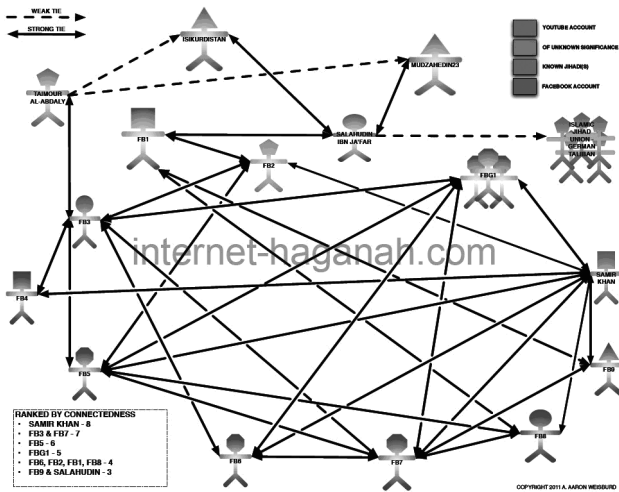 WEAK TIE
STRONG TIE
ISIKURDISTAN
MUDZAHEDIN23
YOUTUBE ACCOUNT
OF UNKNOWN SIGNIFICANCE
KNOWN JIHADI(S)
FACEBOOK ACCOUNT
TAIMOUR
AL-ABDALY
FB1
SALAHUDIN
IBN JA'FAR
ISLAMIC
JIHAD
UNION
GERMAN
TALIBAN
FB2
FBG1
FB3
internet-haganah.com
SAMIR
KHAN
FB4
FB5
FB9
RANKED BY CONNECTEDNESS
• SAMIR KHAN - 8
• FB3 & FB7 - 7
• FB5 - 6
• FBG1 - 5
• FB6, FB2, FB1, FB8 - 4
• FB9 & SALAHUDIN - 3
FB6
FB7
FB8
COPYRIGHT 2011 A. AARON WEISBURD